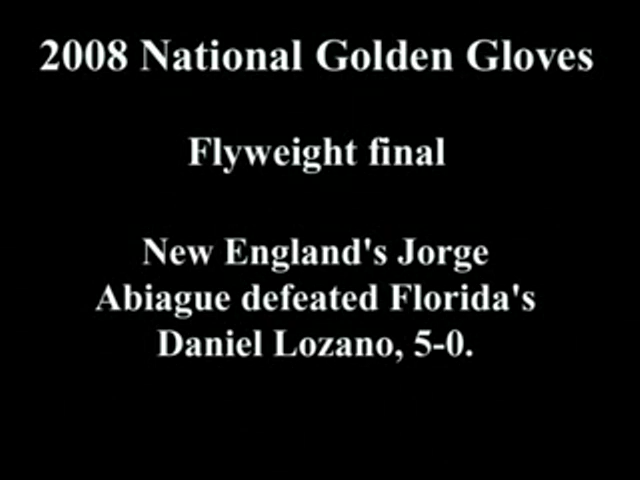 2008 National Golden Gloves
Flyweight final
New England's Jorge
Abiague defeated Florida's
Daniel Lozano, 5-0.